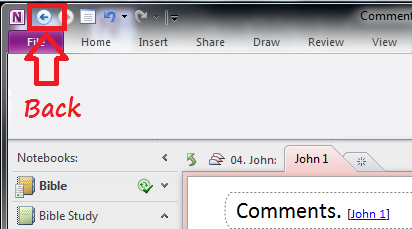 N Comment
File Home Insert Share Draw Review View
Back
Notebooks: 04. John: John 1
Bible
Bible Study
Comments. [John 1]